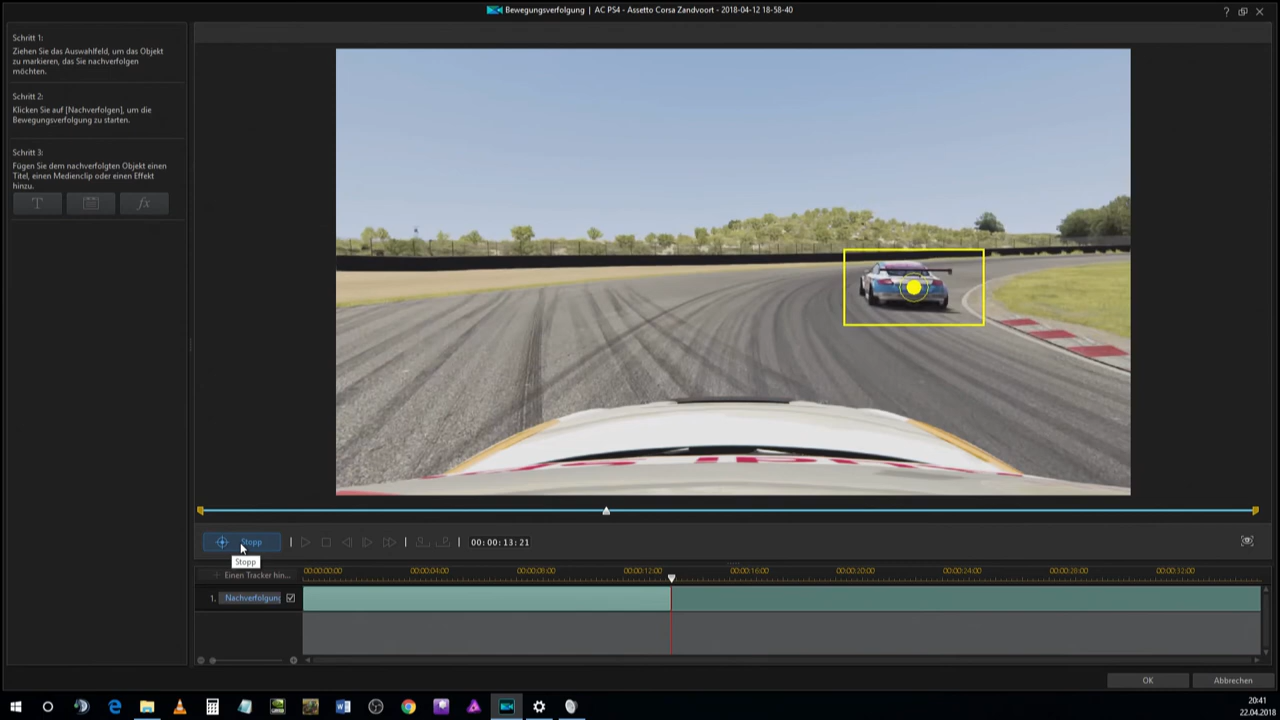 Bewegungsverfolgung | AC PS4 - Assetto Corsa Zandvoort - 2018-04-12 18-58-40
Schritt 1:
Ziehen Sie das Auswahlfeld, um das Objekt
zu markieren, das Sie nachverfolgen
möchten.
Schritt 2:
Klicken Sie auf [Nachverfolgen], um die
Bewegungsverfolgung zu starten.
Schritt 3:
Fügen Sie dem nachverfolgten Objekt einen
Titel, einen Medienclip oder einen Effekt
hinzu.
T
fx
Stopp
00:00:13:21
Stopp
Einen Tracker hin...
00:00:00:00 00:00:04:00 00:00:08:00 00:00:12:00 00:00:16:00 00:00:20:00 00:00:24:00 00:00:28:00 00:00:32:00
1. Nachverfolgung
OK Abbrechen
20:41
22.04.2018